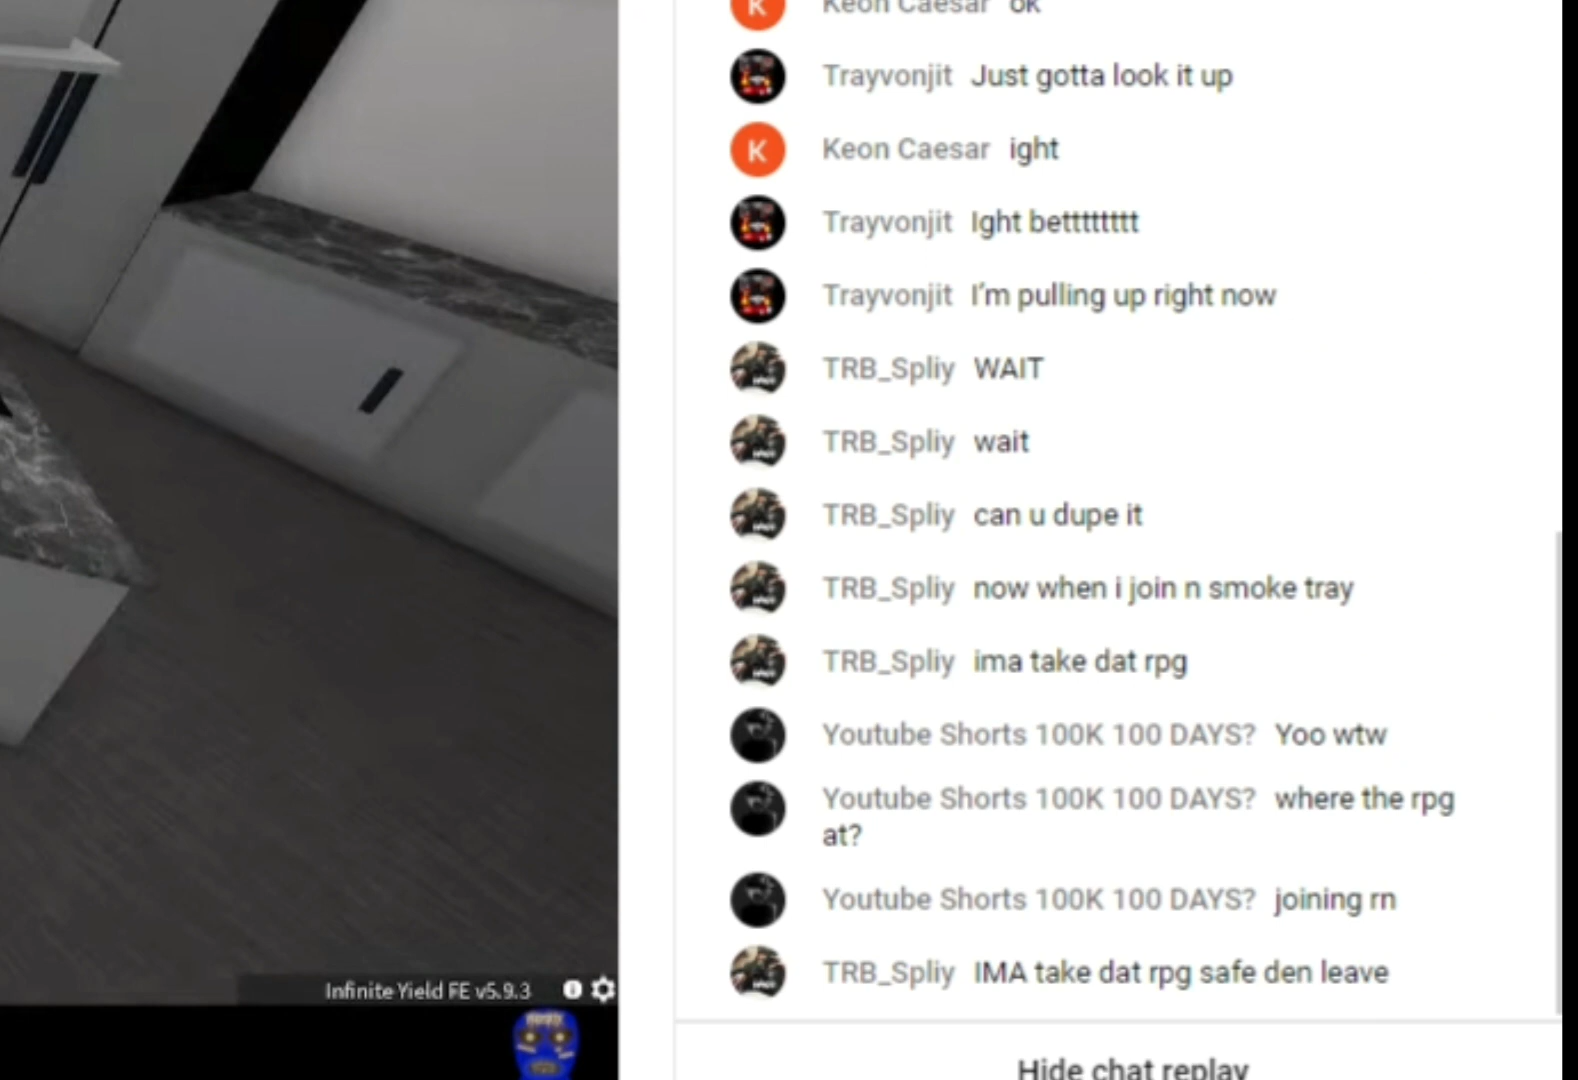 Keon Caesar ok
Trayvonjit Just gotta look it up
K
Keon Caesar ight
Trayvonjit Ight betttttttt
Trayvonjit I'm pulling up right now
TRB_Spliy WAIT
TRB_Spliy wait
TRB_Spliy can u dupe it
TRB_Spliy now when i join n smoke tray
TRB_Spliy ima take dat rpg
Youtube Shorts 100K 100 DAYS? Yoo wtw
Youtube Shorts 100K 100 DAYS? where the rpg
at?
Youtube Shorts 100K 100 DAYS? joining rn
TRB_Spliy IMA take dat rpg safe den leave
Infinite Yield FE v5.9.3
Hide chat replay